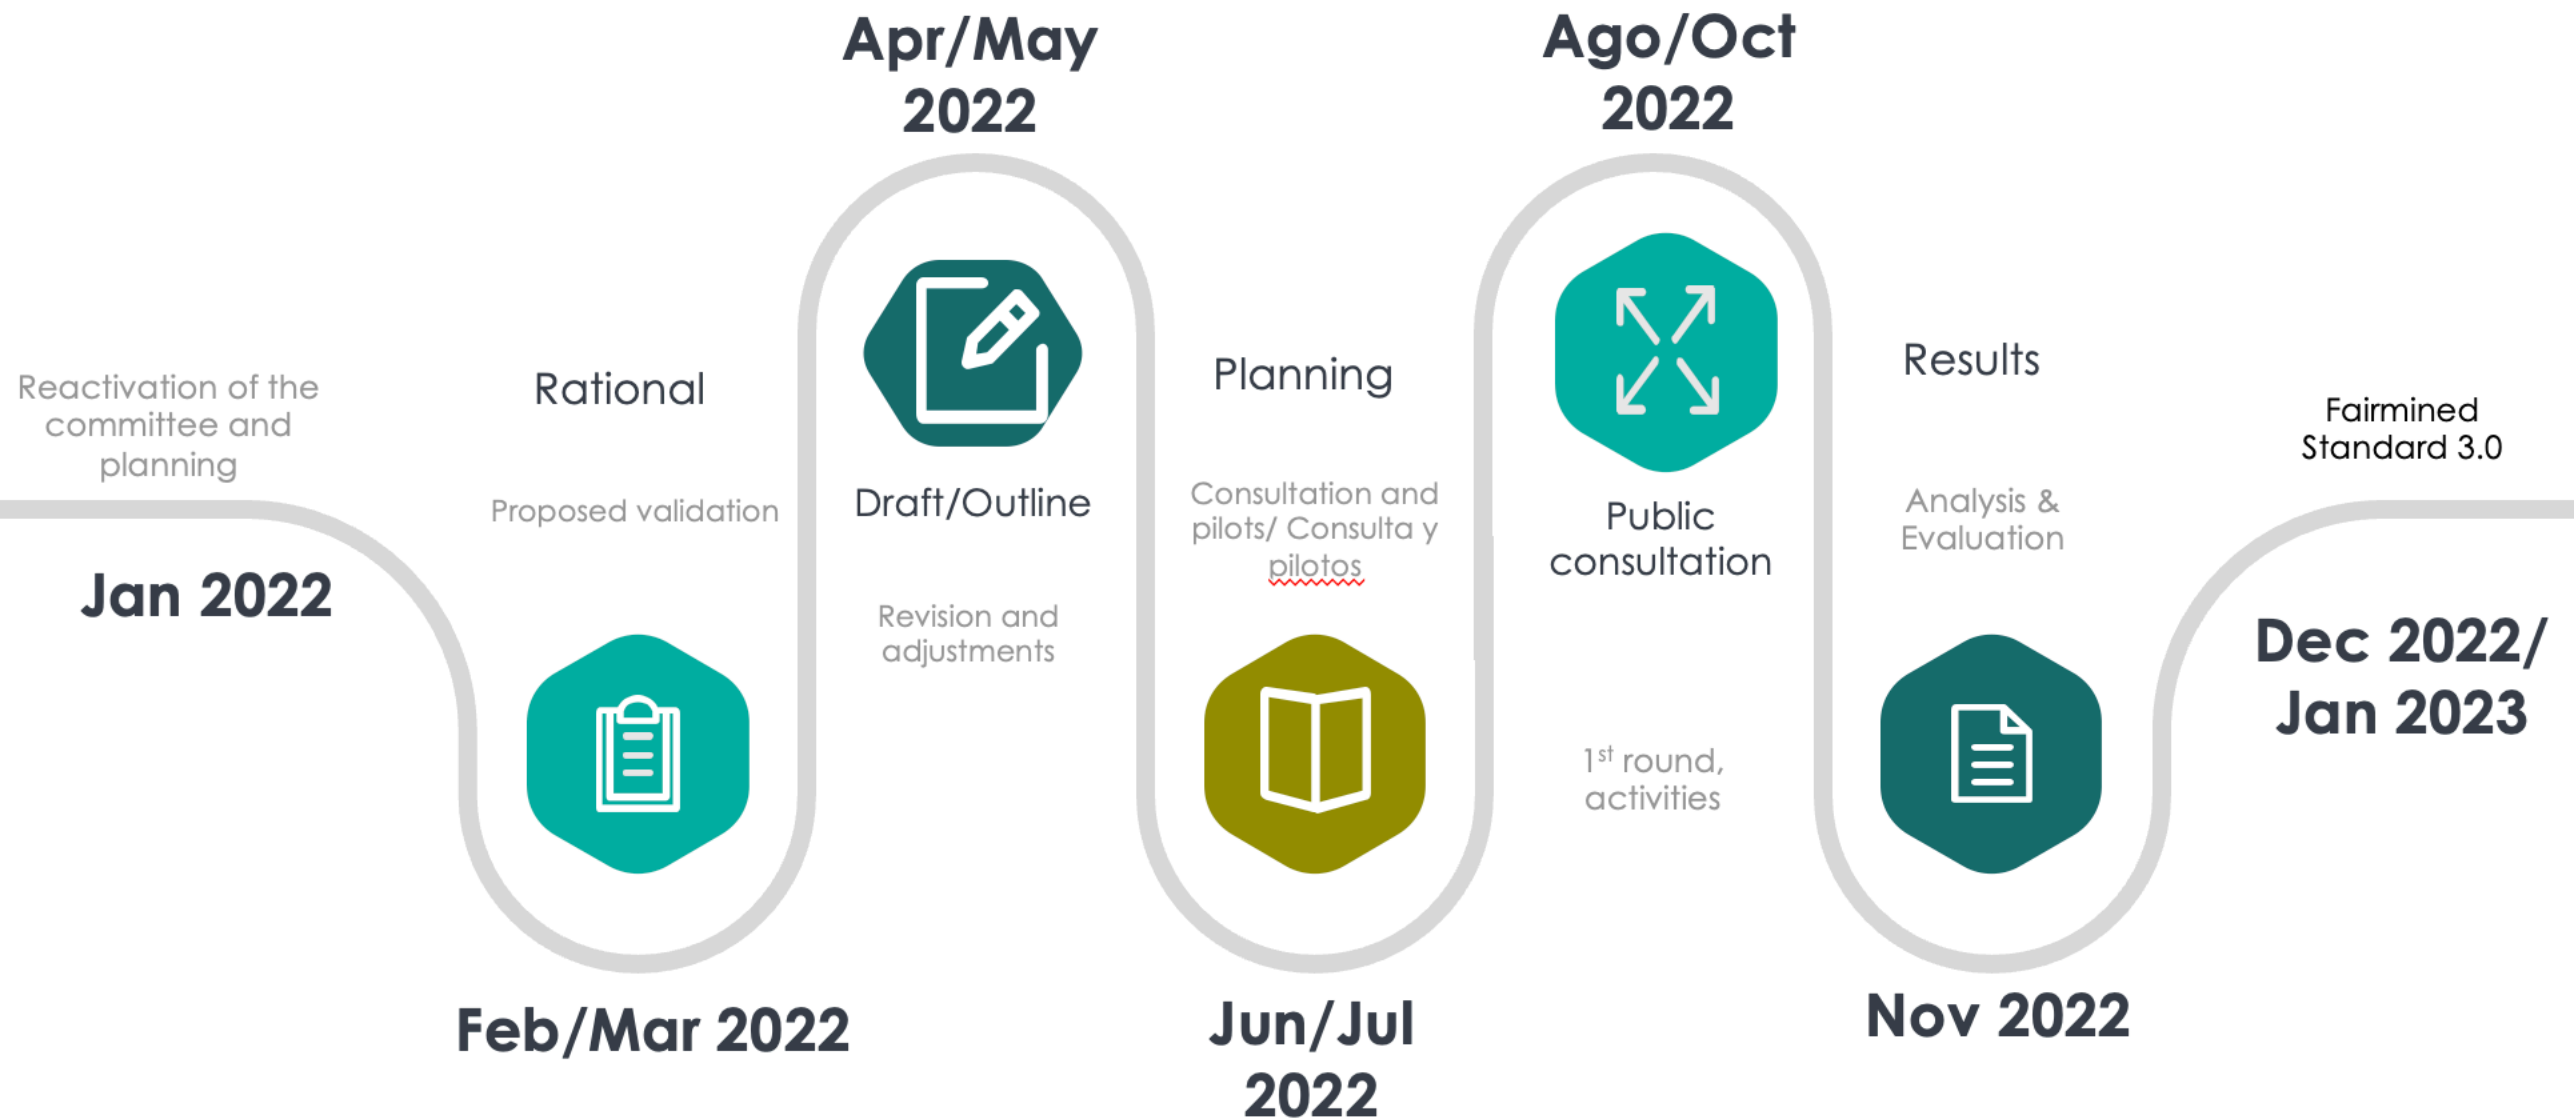 Reactivation of the
committee and
planning
Jan 2022
Rational
Proposed validation
Feb/Mar 2022
Apr/May
2022
Draft/Outline
Revision and
adjustments
Planning
Consultation and
pilots/ Consulta y
pilotos
Jun/Jul
2022
Ago/Oct
2022
Public
consultation
1st round,
activities
Results
Analysis &
Evaluation
Nov 2022
Fairmined
Standard 3.0
Dec 2022/
Jan 2023